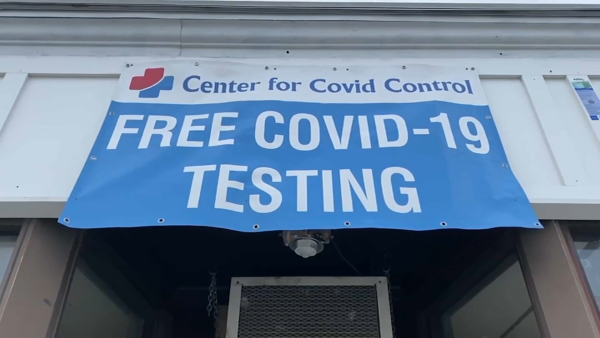 Center for Covid Control
FREE COVID-19
TESTING